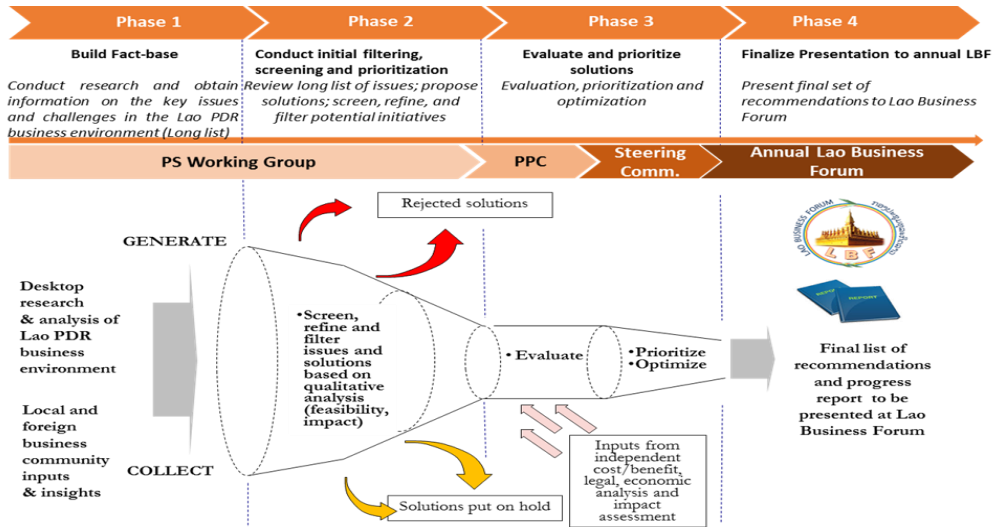 Phase 1
Phase 2
Phase 3
Phase 4
Build Fact-base
Conduct research and obtain
information on the key issues
and challenges in the Lao PDR
business environment (Long list)
Conduct initial filtering,
screening and prioritization
Review long list of issues; propose
solutions; screen, refine, and
filter potential initiatives
Evaluate and prioritize
solutions
Evaluation, prioritization and
optimization
Finalize Presentation to annual LBF
Present final set of
recommendations to Lao Business
Forum
PS Working Group
PPC
Steering
Comm.
Annual Lao Business
Forum
Rejected solutions
GENERATE
Desktop
research
& analysis of
Lao PDR
business
environment
Local and
foreign
business
community
inputs
& insights
COLLECT
•Screen,
refine and
filter
issues and
solutions
based on
qualitative
analysis
(feasibility,
impact)
• Evaluate
•Prioritize
•Optimize
Solutions put on hold
Inputs from
independent
cost/benefit,
legal, economic
analysis and
impact
assessment
LAO BUSINESS FORUM
LBF
REPORT
REPORT
Final list of
recommendations
and progress
report to be
presented at Lao
Business Forum